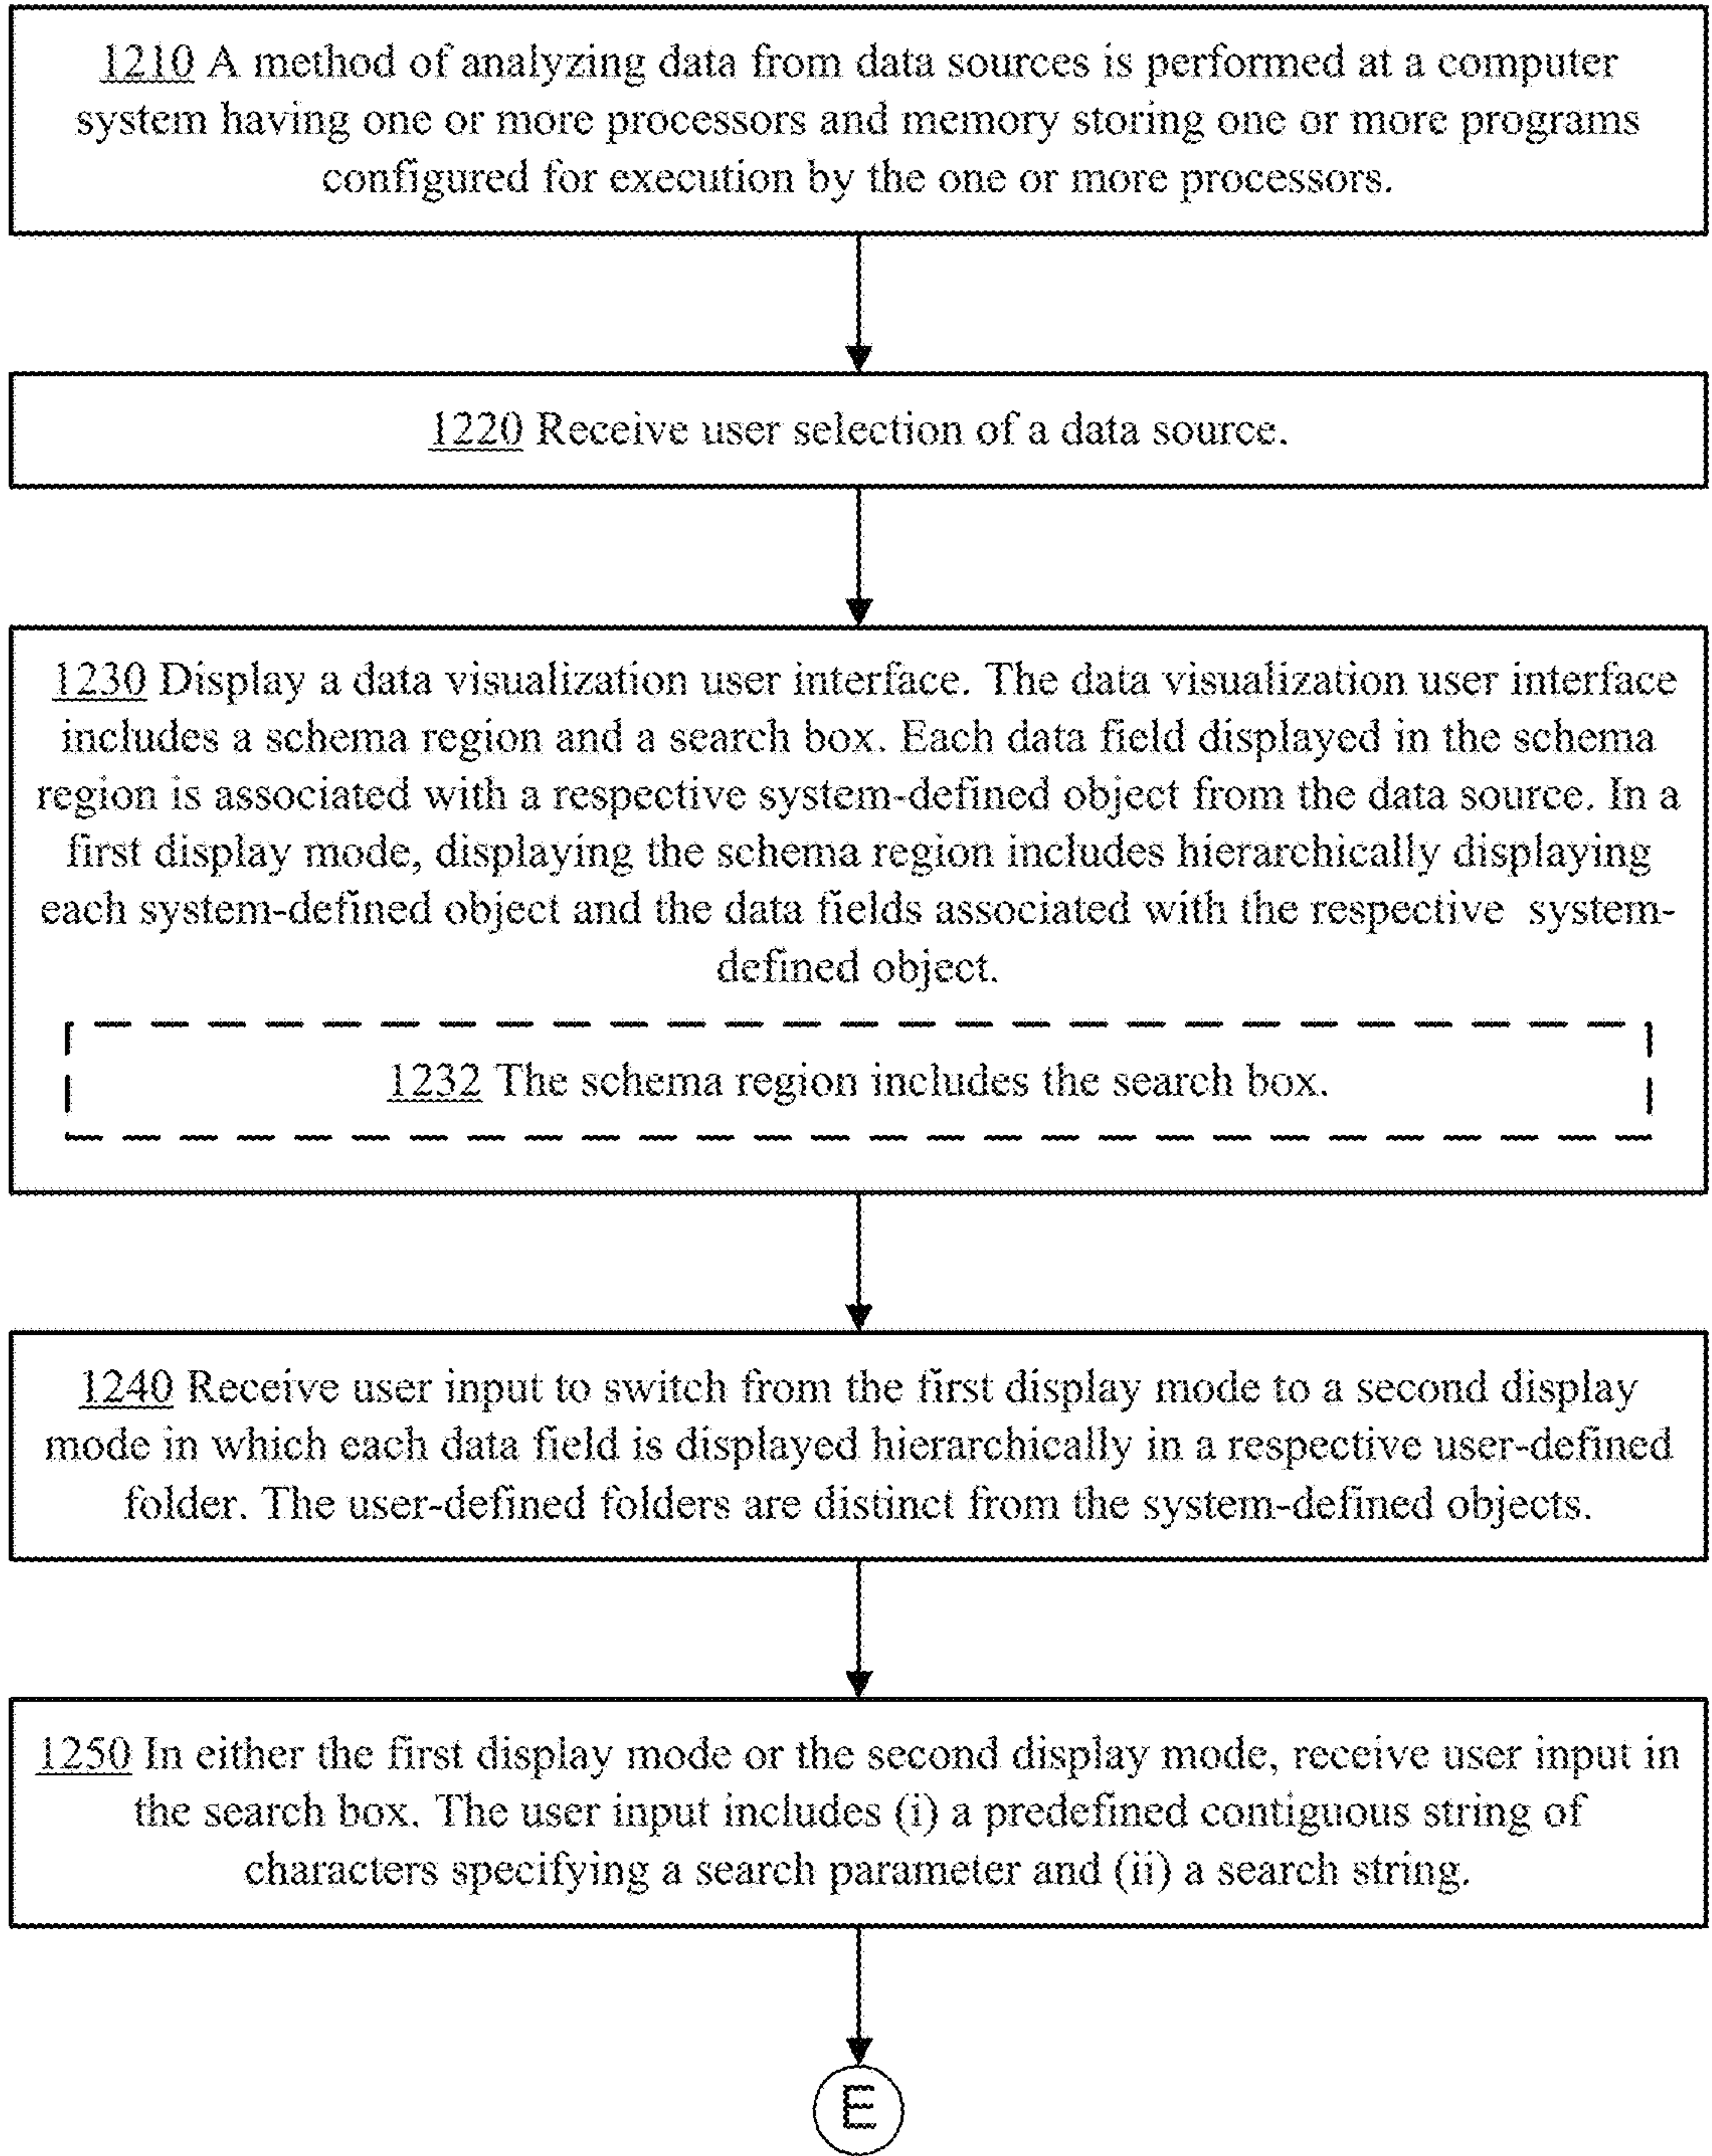 1210 A method of analyzing data from data sources is performed at a computer
system having one or more processors and memory storing one or more programs
configured for execution by the one or more processors.
1220 Receive user selection of a data source.
1230 Display a data visualization user interface. The data visualization user interface
includes a schema region and a search box. Each data field displayed in the schema
region is associated with a respective system-defined object from the data source. In a
first display mode, displaying the schema region includes hierarchically displaying
each system-defined object and the data fields associated with the respective system-
defined object.
1232 The schema region includes the search box.
1240 Receive user input to switch from the first display mode to a second display
mode in which each data field is displayed hierarchically in a respective user-defined
folder. The user-defined folders are distinct from the system-defined objects.
1250 In either the first display mode or the second display mode, receive user input in
the search box. The user input includes (i) a predefined contiguous string of
characters specifying a search parameter and (ii) a search string.
E